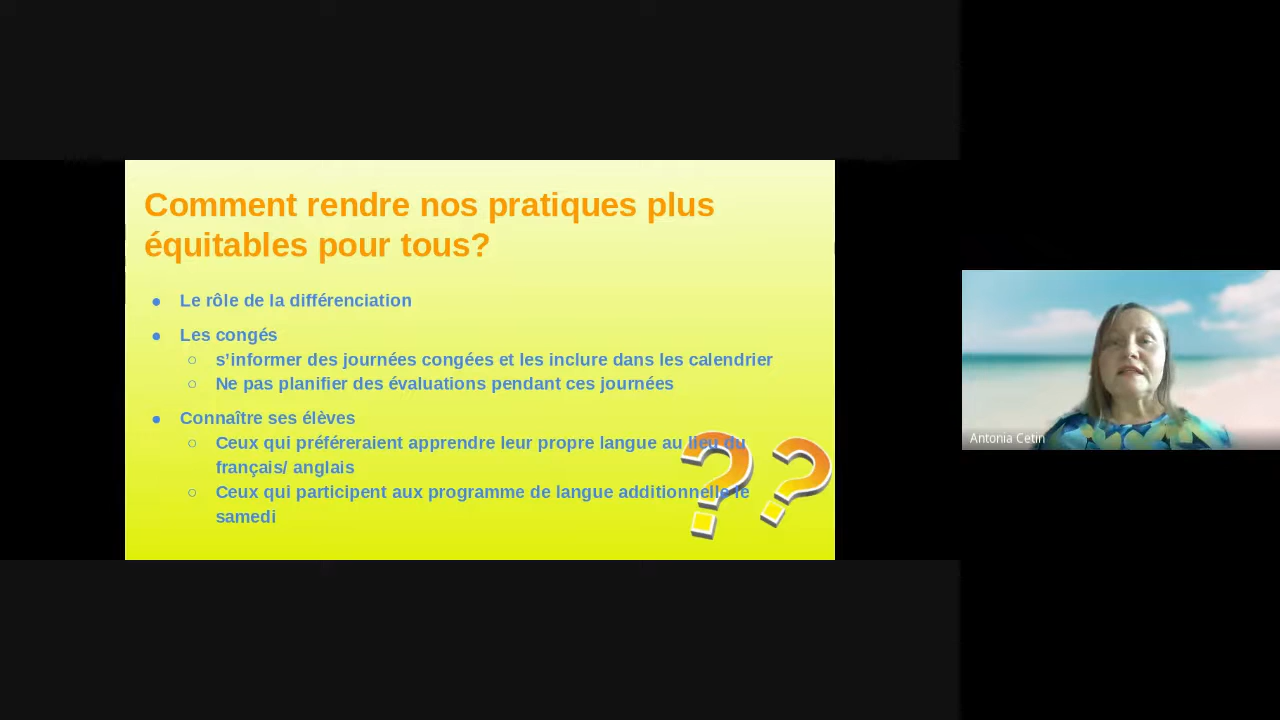 Comment rendre nos pratiques plus
équitables pour tous?
● Le rôle de la différenciation
● Les congés
○ s'informer des journées congées et les inclure dans les calendrier
○ Ne pas planifier des évaluations pendant ces journées
● Connaître ses élèves
○ Ceux qui préféreraient apprendre leur propre langue au lieu du
français/ anglais
○ Ceux qui participent aux programme de langue additionnelle le
samedi
??
Antonia Cetin